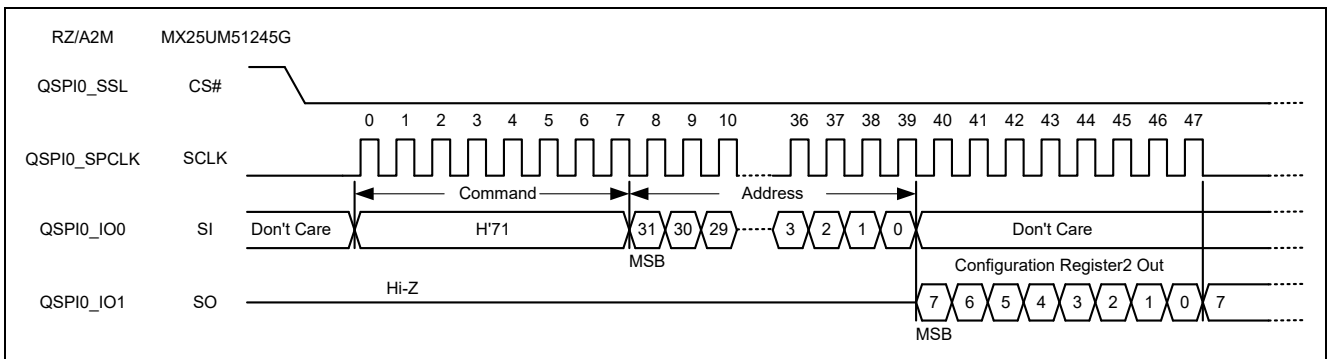 RZ/A2M MX25UM51245G
QSPI0_SSL CS#
0 1 2 3 4 5 6 7 8 9 10 36 37 38 39 40 41 42 43 44 45 46 47
QSPI0_SPCLK SCLK
Command Address
QSPI0_IO0 SI Don't Care H'71 31 30 29 3 2 1 0 Don't Care
MSB
Configuration Register2 Out
Hi-Z
QSPI0_IO1 SO 7 6 5 4 3 2 1 0 7
MSB